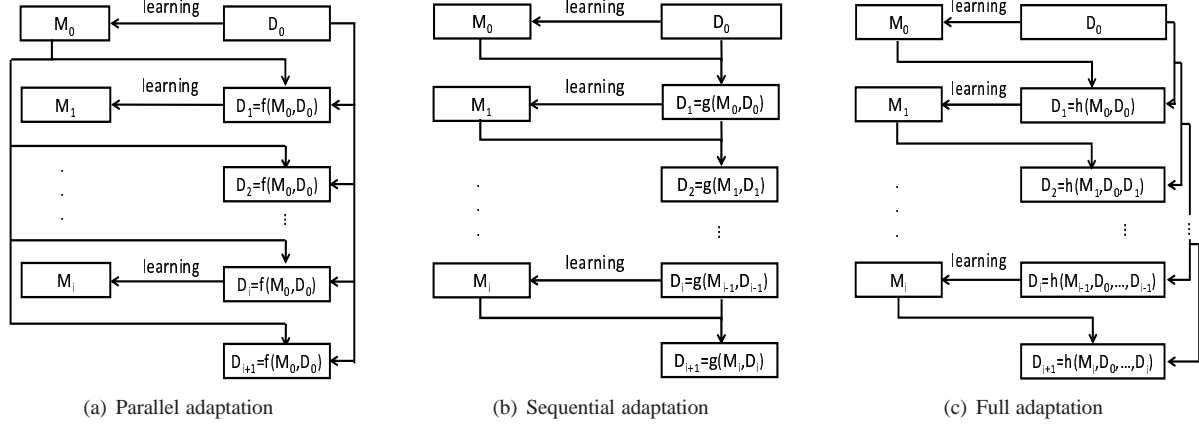 M0 learning D0
D1=f(M0,D0)
M1 learning
D2=f(M0,D0)
Mi learning Di=f(M0,D0)
Di+1=f(M0,D0)
(a) Parallel adaptation
M0 learning D0
M1 learning D1=g(M0,D0)
D2=g(M1,D1)
Mi learning Di=g(Mi-1,Di-1)
Di+1=g(Mi,Di)
(b) Sequential adaptation
M0 learning D0
M1 learning D1=h(M0,D0)
D2=h(M1,D0,D1)
Mi learning Di=h(Mi-1,D0,...,Di-1)
Di+1=h(Mi,D0,...,Di)
(c) Full adaptation